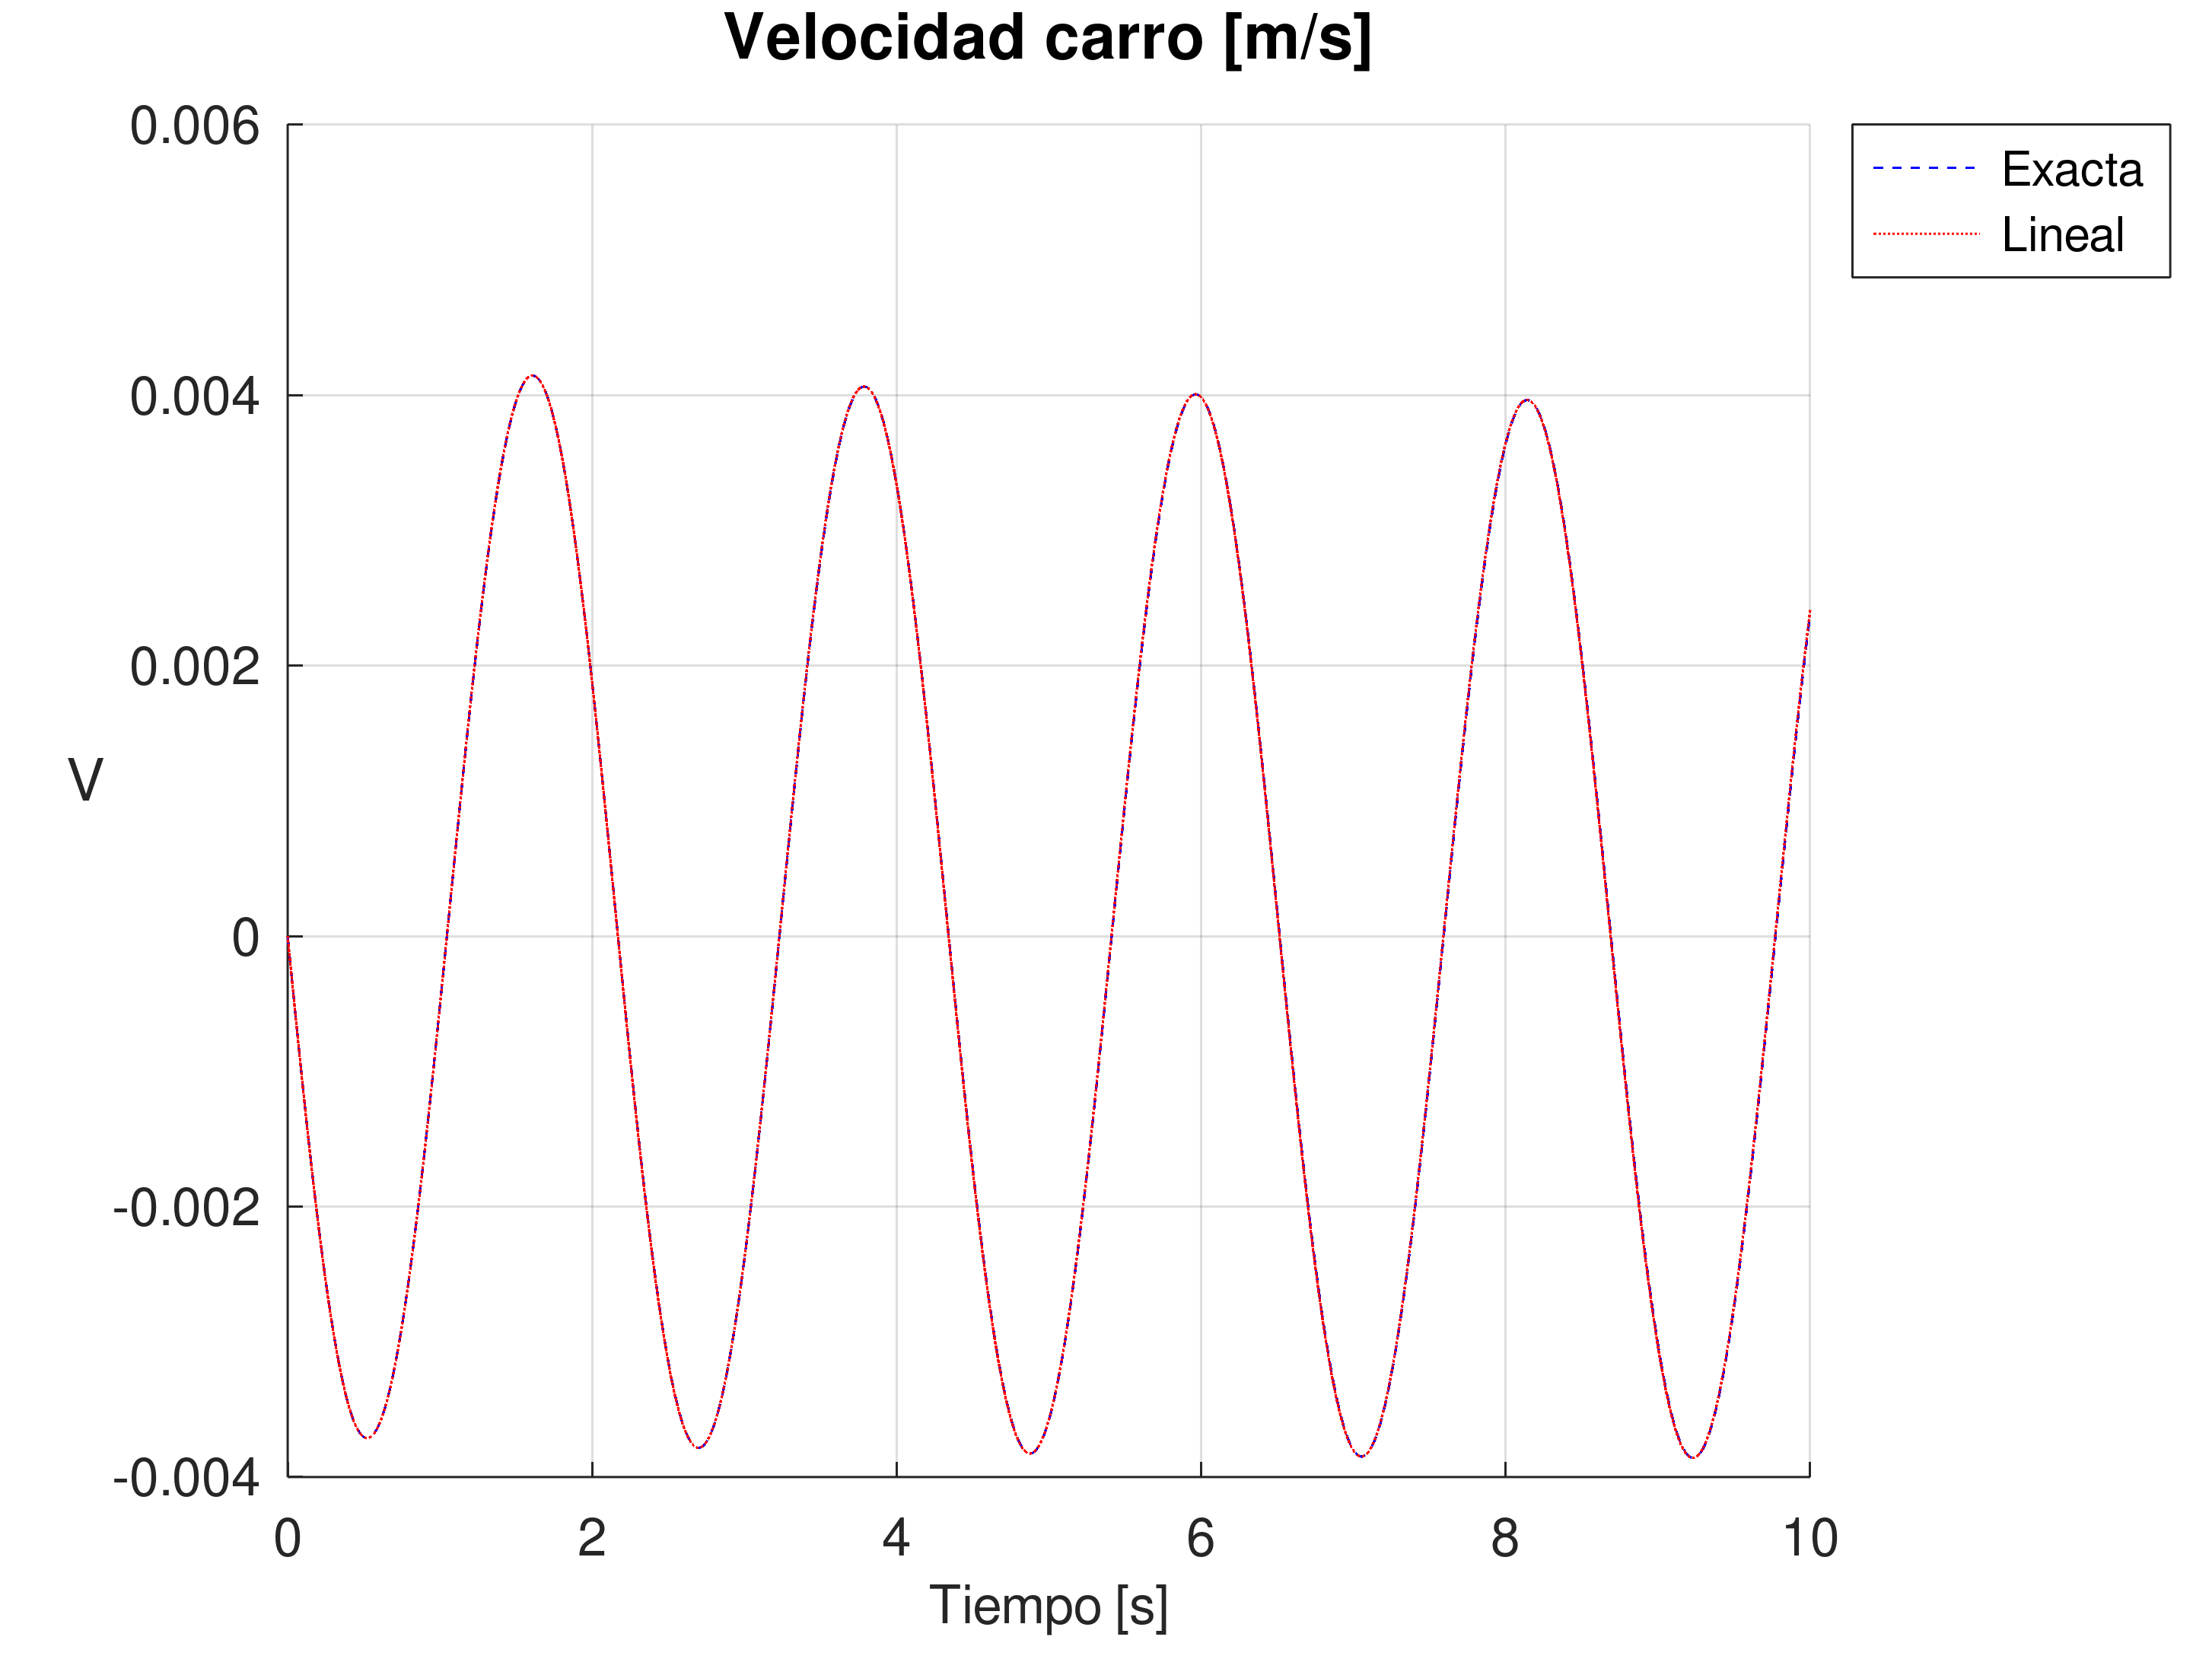 Velocidad carro [m/s]
0.006
0.004
0.002
0
-0.002
-0.004
V
0 2 4 6 8 10
Tiempo [s]
Exacta
Lineal